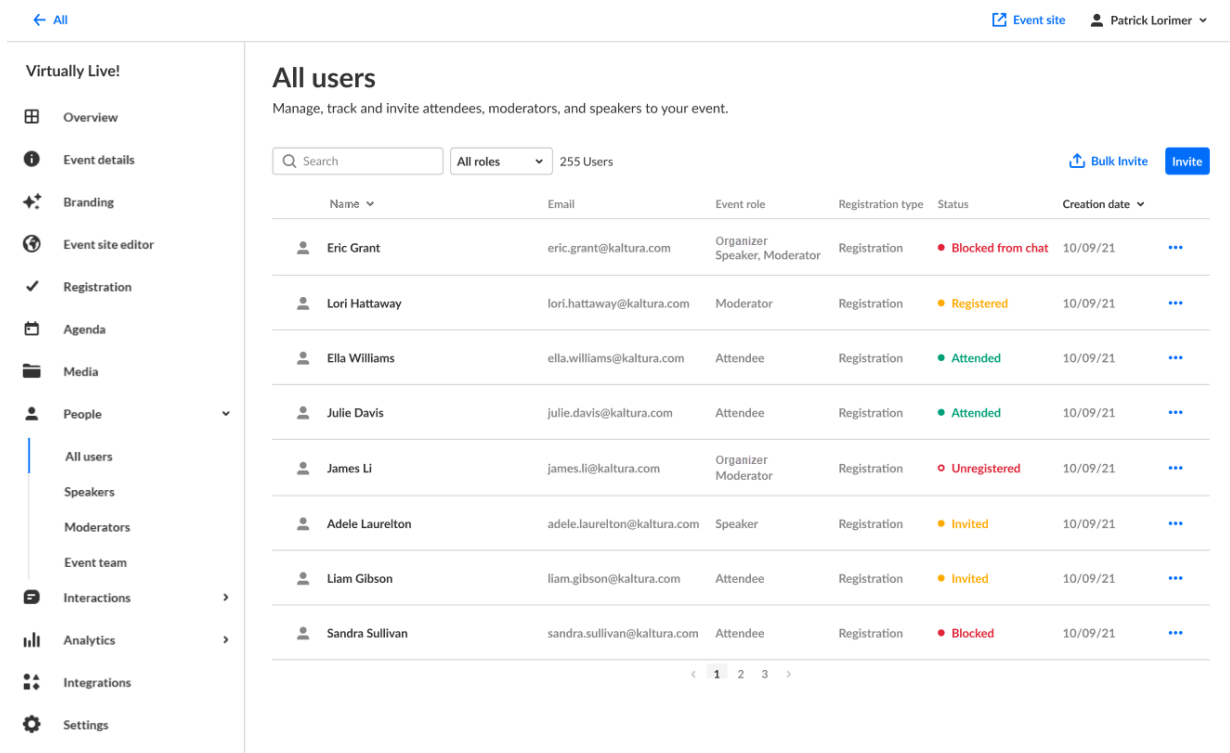 ← All
Event site
Patrick Lorimer
Virtually Live!
Overview
Event details
Branding
Event site editor
Registration
Agenda
Media
People
All users
Speakers
Moderators
Event team
Interactions
Analytics
Integrations
Settings
All users
Manage, track and invite attendees, moderators, and speakers to your event.
Search
All roles
255 Users
Bulk Invite
Invite
Name Email Event role Registration type Status Creation date
Eric Grant eric.grant@kaltura.com Organizer Registration Blocked from chat 10/09/21 •••
Speaker, Moderator
Lori Hattaway lori.hattaway@kaltura.com Moderator Registration Registered 10/09/21 •••
Ella Williams ella.williams@kaltura.com Attendee Registration Attended 10/09/21 •••
Julie Davis julie.davis@kaltura.com Attendee Registration Attended 10/09/21 •••
James Li james.li@kaltura.com Organizer Registration Unregistered 10/09/21 •••
Moderator
Adele Laurelton adele.laurelton@kaltura.com Speaker Registration Invited 10/09/21 •••
Liam Gibson liam.gibson@kaltura.com Attendee Registration Invited 10/09/21 •••
Sandra Sullivan sandra.sullivan@kaltura.com Attendee Registration Blocked 10/09/21 •••
< 1 2 3 >